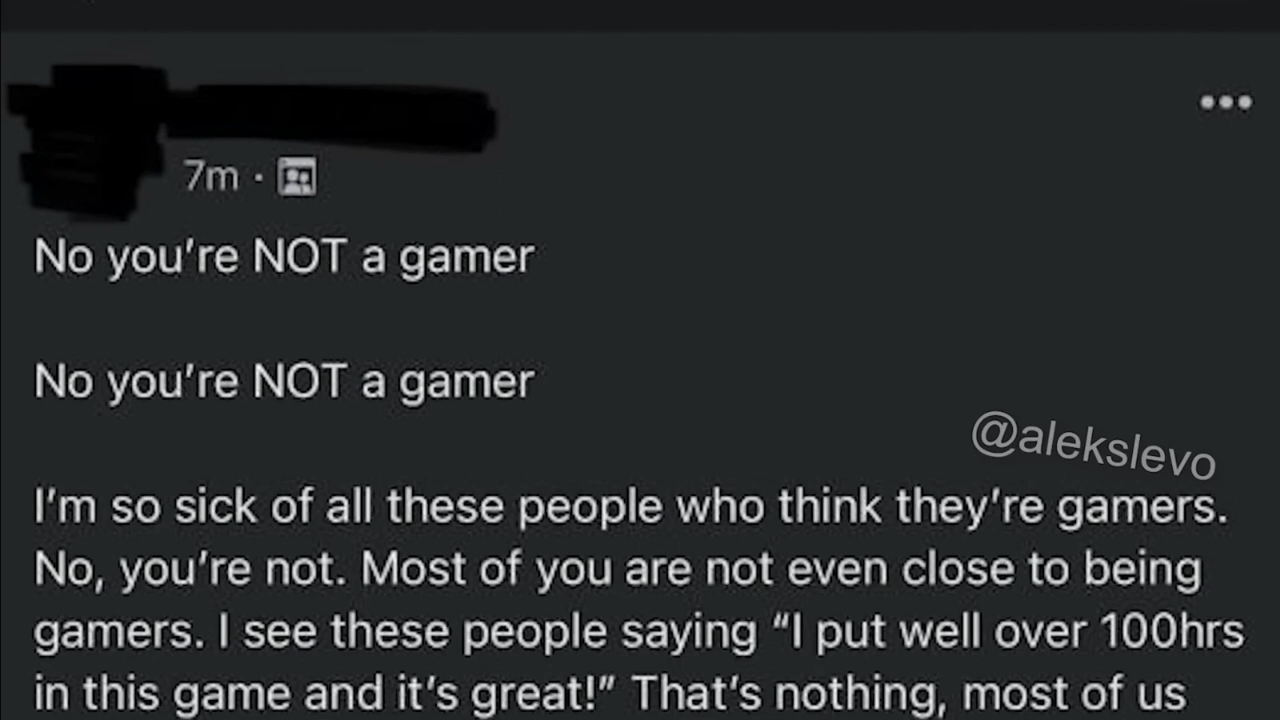 7m ·
No you’re NOT a gamer
No you’re NOT a gamer
@alekslevo
I’m so sick of all these people who think they’re gamers.
No, you’re not. Most of you are not even close to being
gamers. I see these people saying “I put well over 100hrs
in this game and it’s great!” That’s nothing, most of us